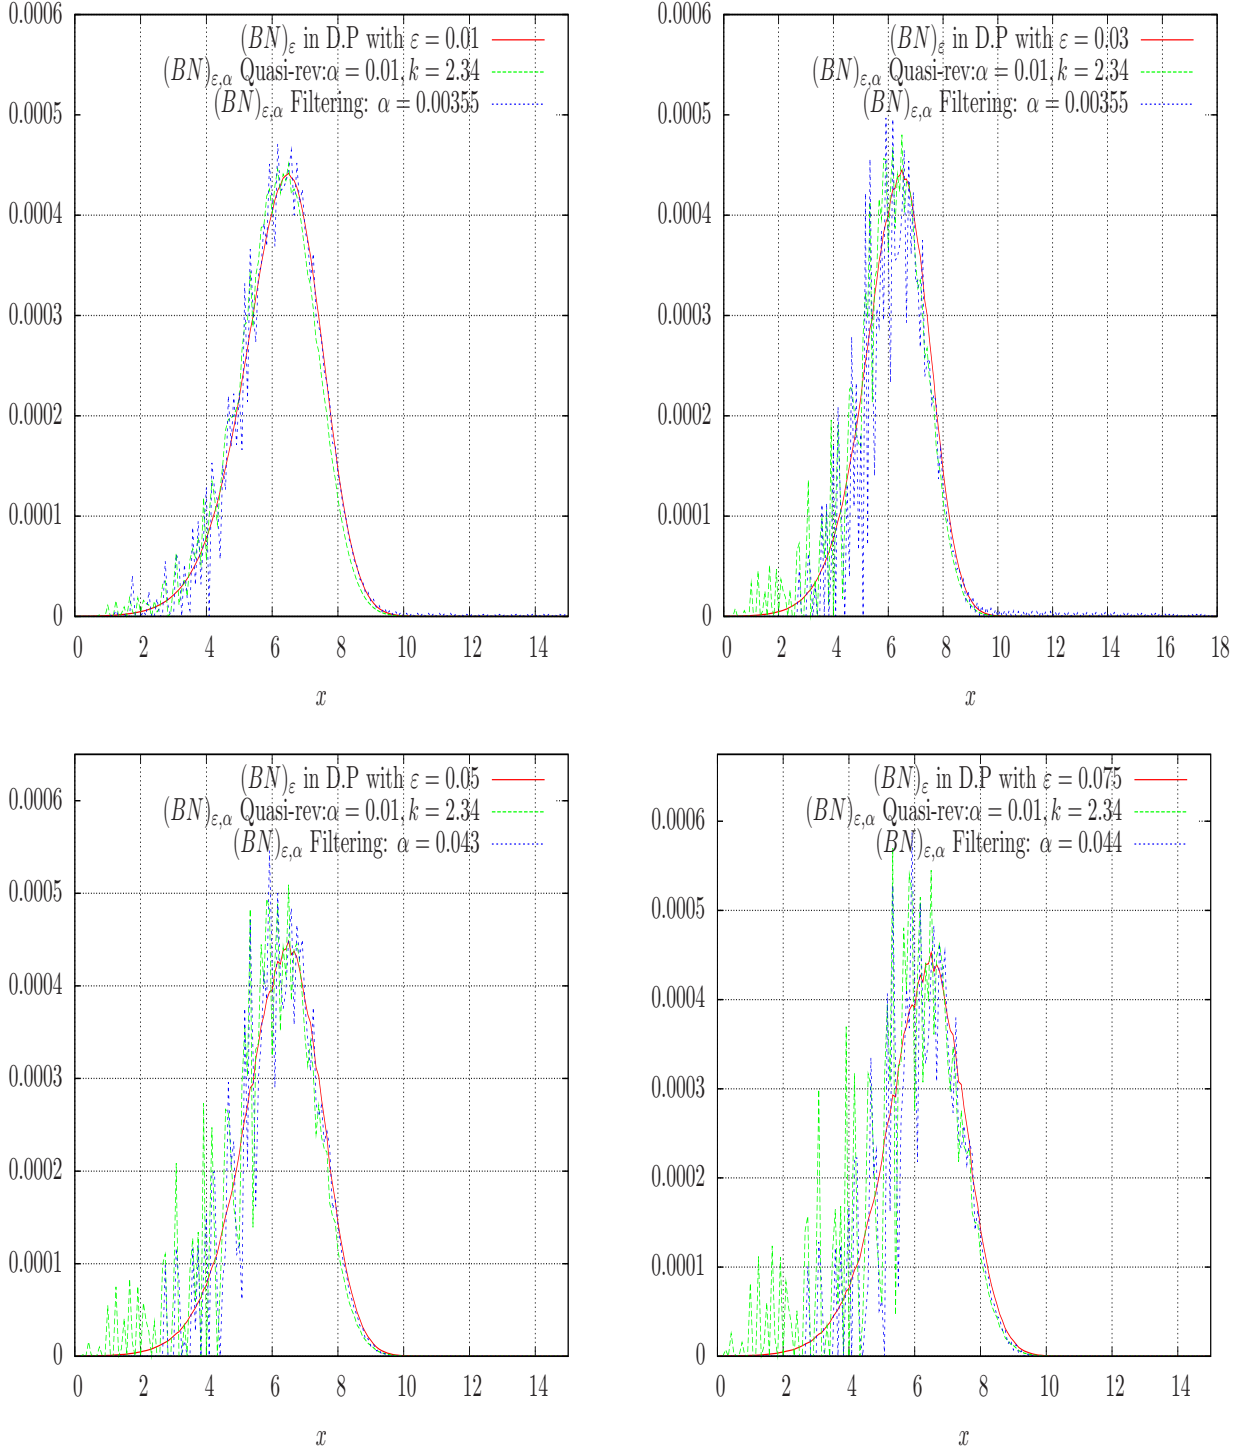 0.0006
0.0005
0.0004
0.0003
0.0002
0.0001
0
0 2 4 6 8 10 12 14
x
(BN)ε in D.P with ε = 0.01
(BN)ε,α Quasi-rev:α = 0.01, k = 2.34
(BN)ε,α Filtering: α = 0.00355
0.0006
0.0005
0.0004
0.0003
0.0002
0.0001
0
0 2 4 6 8 10 12 14 16 18
x
(BN)ε in D.P with ε = 0.03
(BN)ε,α Quasi-rev:α = 0.01, k = 2.34
(BN)ε,α Filtering: α = 0.00355
0.0006
0.0005
0.0004
0.0003
0.0002
0.0001
0
0 2 4 6 8 10 12 14
x
(BN)ε in D.P with ε = 0.05
(BN)ε,α Quasi-rev:α = 0.01, k = 2.34
(BN)ε,α Filtering: α = 0.043
0.0006
0.0005
0.0004
0.0003
0.0002
0.0001
0
0 2 4 6 8 10 12 14
x
(BN)ε in D.P with ε = 0.075
(BN)ε,α Quasi-rev:α = 0.01, k = 2.34
(BN)ε,α Filtering: α = 0.044